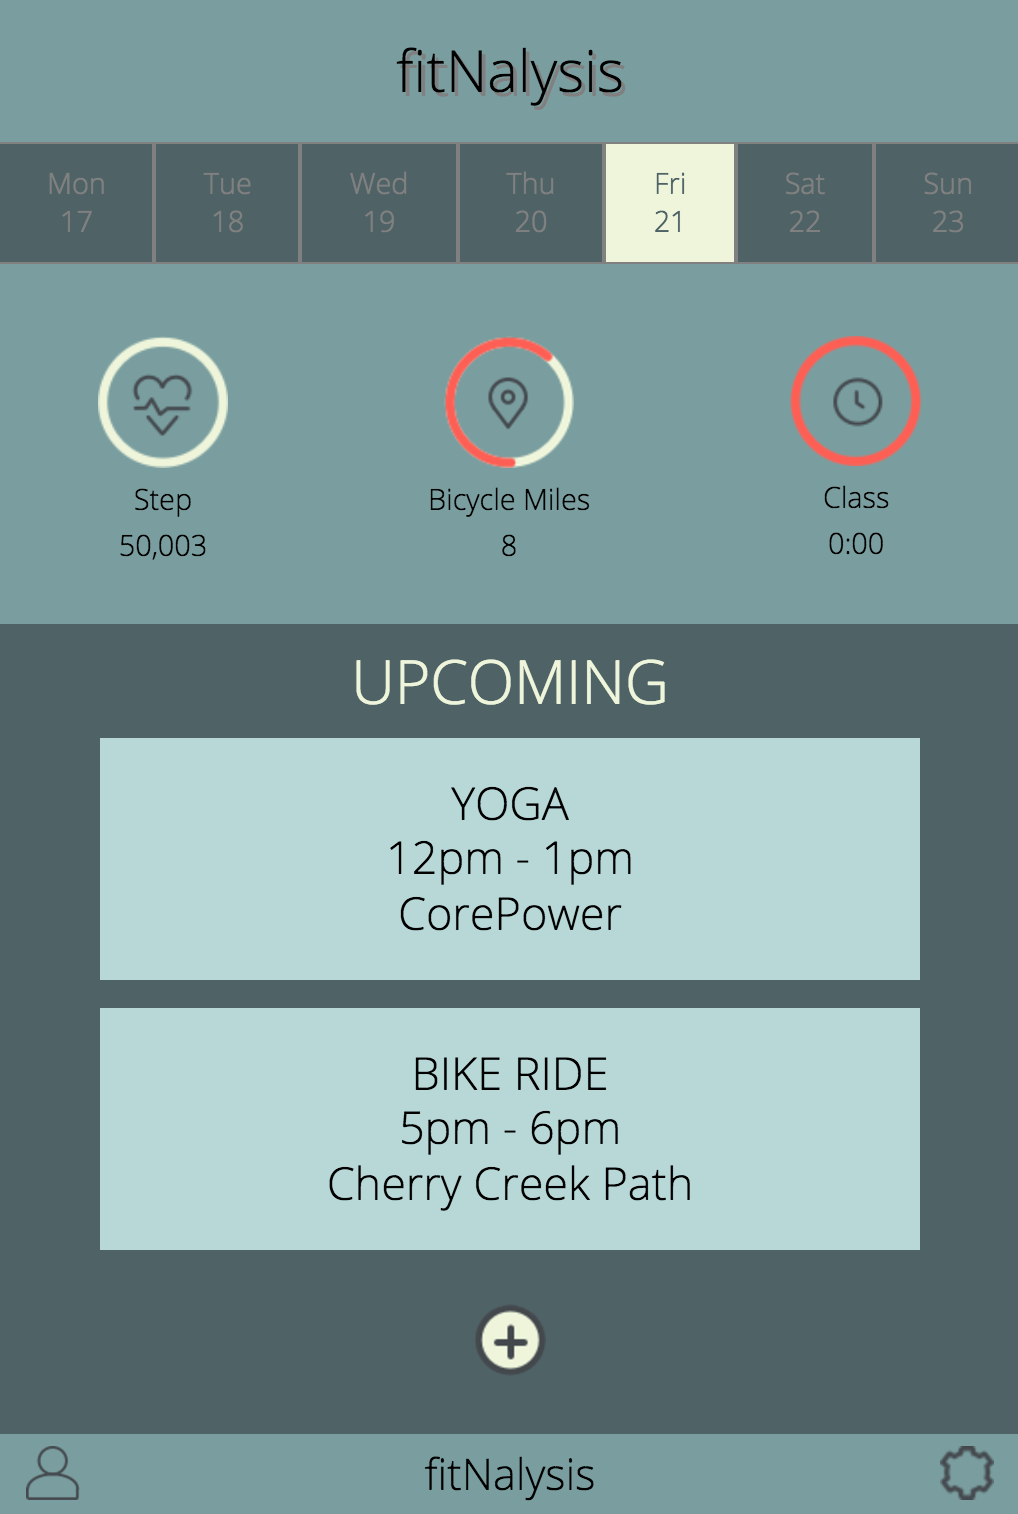 fitNalysis
Mon Tue Wed Thu Fri Sat Sun
17 18 19 20 21 22 23
Step Bicycle Miles Class
50,003 8 0:00
UPCOMING
YOGA
12pm - 1pm
CorePower
BIKE RIDE
5pm - 6pm
Cherry Creek Path
fitNalysis